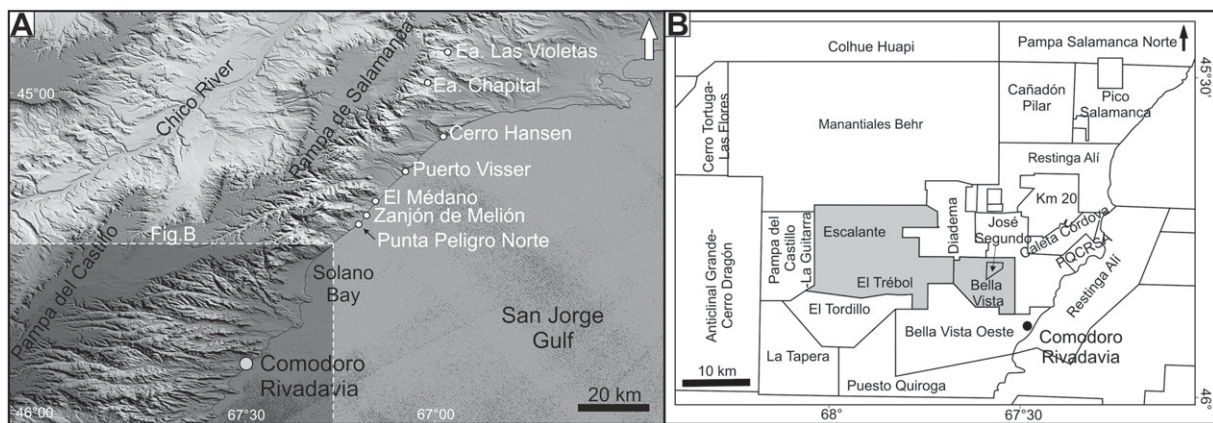 A
Ea. Las Violetas
Ea. Chapital
Pampa de Salamanca
Chico River
45°00
Cerro Hansen
Puerto Visser
El Médano
Zanjón de Melión
Punta Peligro Norte
Fig.B
Pampa del Castillo
Solano
Bay
San Jorge
Gulf
Comodoro
Rivadavia
20 km
46°00
67°30
67°00
B
Colhue Huapi
Pampa Salamanca Norte
45°30
Cerro Tortuga-
Las Flores
Manantiales Behr
Cañadón
Pilar
Pico
Salamanca
Restinga Alí
Km 20
Anticlinal Grande-
Cerro Dragón
Pampa del
Castillo
-La Guitarra
Escalante
Diadema
José
Segundo
Caleta Córdova
PQCRSA
Restinga Alí
El Trébol
Bella
Vista
El Tordillo
Bella Vista Oeste
Comodoro
Rivadavia
La Tapera
10 km
Puesto Quiroga
46°
68°
67°30